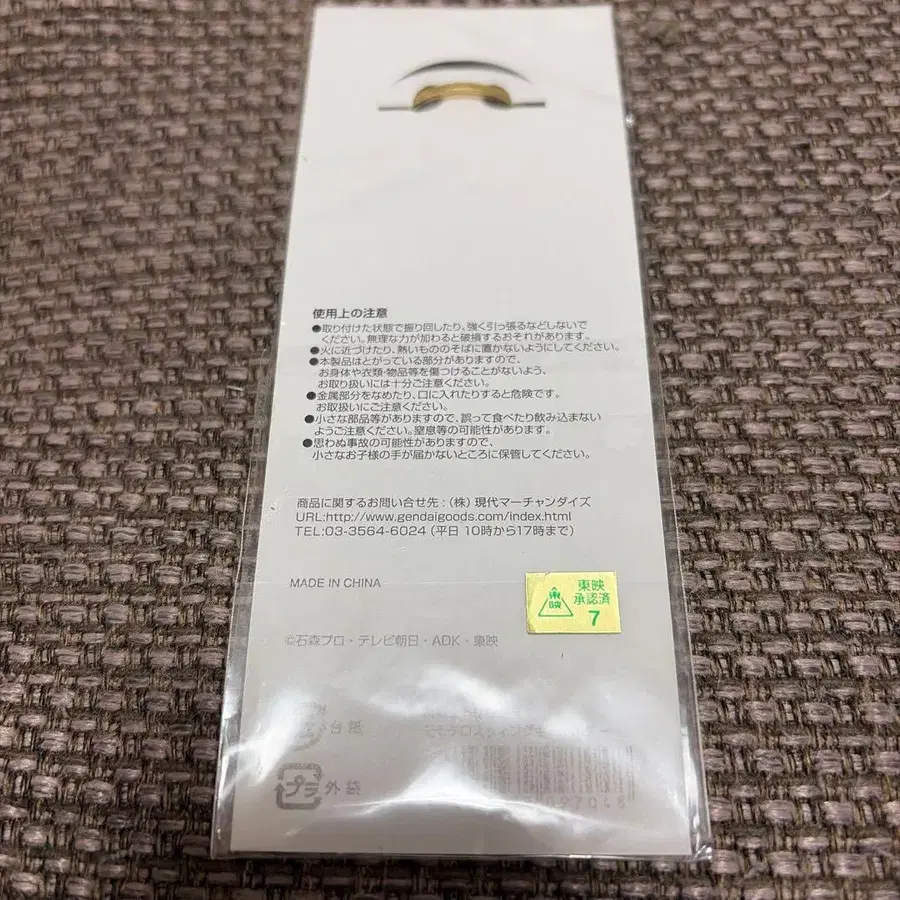 使用上の注意
●取り付けた状態で振り回したり、強く引っ張るなどしないで
ください。無理な力が加わると破損するおそれがあります。
●火に近づけたり、熱いもののそばに置かないようにしてください。
●本製品はとがっている部分がありますので、
お身体や衣類・物品等を傷つけることがないよう、
お取り扱いには十分ご注意ください。
●金属部分をなめたり、口に入れたりすると危険です。
お取扱いにご注意ください。
●小さな部品等がありますので、誤って食べたり飲み込まない
ようご注意ください。窒息等の可能性があります。
●思わぬ事故の可能性がありますので、
小さなお子様の手が届かないところに保管してください。
商品に関するお問い合せ先：（株）現代マーチャンダイズ
URL:http://www.gendaigoods.com/index.html
TEL:03-3564-6024（平日 10時から17時まで）
MADE IN CHINA
東映
東映
承認済
7
©石森プロ・テレビ朝日・ADK・東映
台紙
プラ 外袋